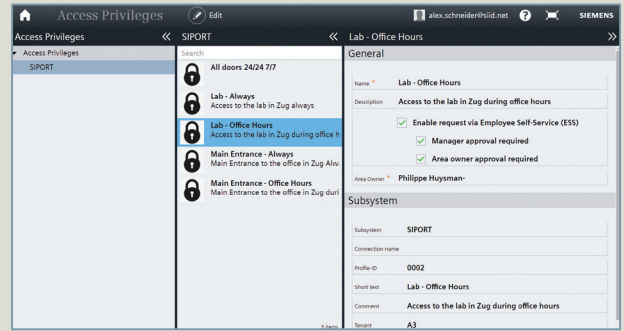 Access Privileges
Edit
alex.schneider@siid.net
SIEMENS
Access Privileges
SIPORT
Lab - Office Hours
Access Privileges
SIPORT
Search
All doors 24/24 7/7
Lab - Always
Access to the lab in Zug always
Lab - Office Hours
Access to the lab in Zug during office h
Main Entrance - Always
Main Entrance to the office in Zug Alw
Main Entrance - Office Hours
Main Entrance to the office in Zug duri
5 Items
General
Name * Lab - Office Hours
Description Access to the lab in Zug during office hours
Enable request via Employee Self-Service (ESS)
Manager approval required
Area owner approval required
Area Owner * Philippe Huysman-
Subsystem
Subsystem SIPORT
Connection name
Profile-ID 0002
Short text Lab - Office Hours
Comment Access to the lab in Zug during office hours
Tenant A3